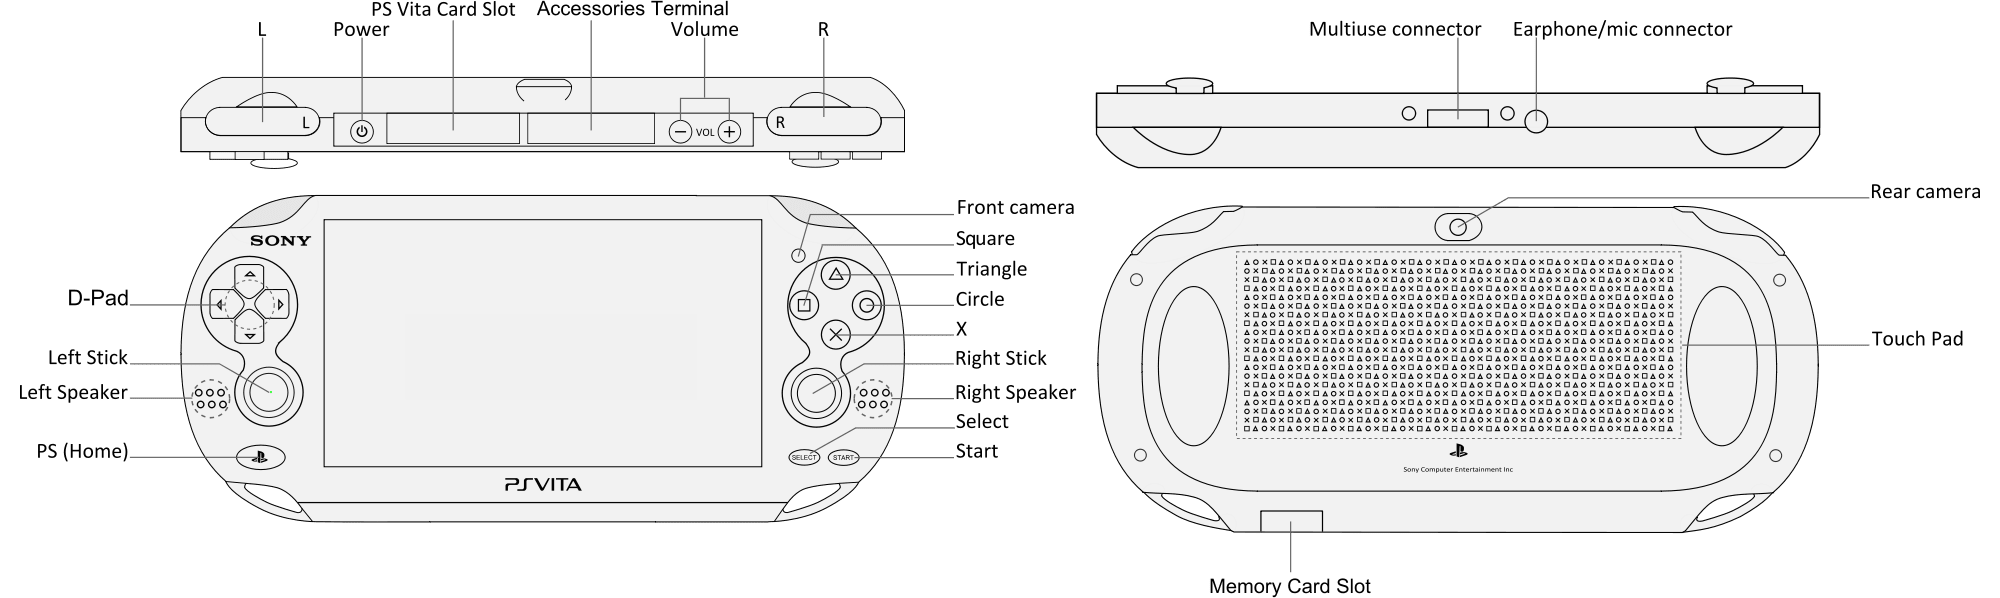 PS Vita Card Slot
Accessories Terminal
L
Power
Volume
R
L
VOL
R
SONY
D-Pad
Left Stick
Left Speaker
PS (Home)
Front camera
Square
Triangle
Circle
X
Right Stick
Right Speaker
Select
Start
SELECT
START
PSVITA
Multiuse connector
Earphone/mic connector
Rear camera
Touch Pad
Sony Computer Entertainment Inc
Memory Card Slot